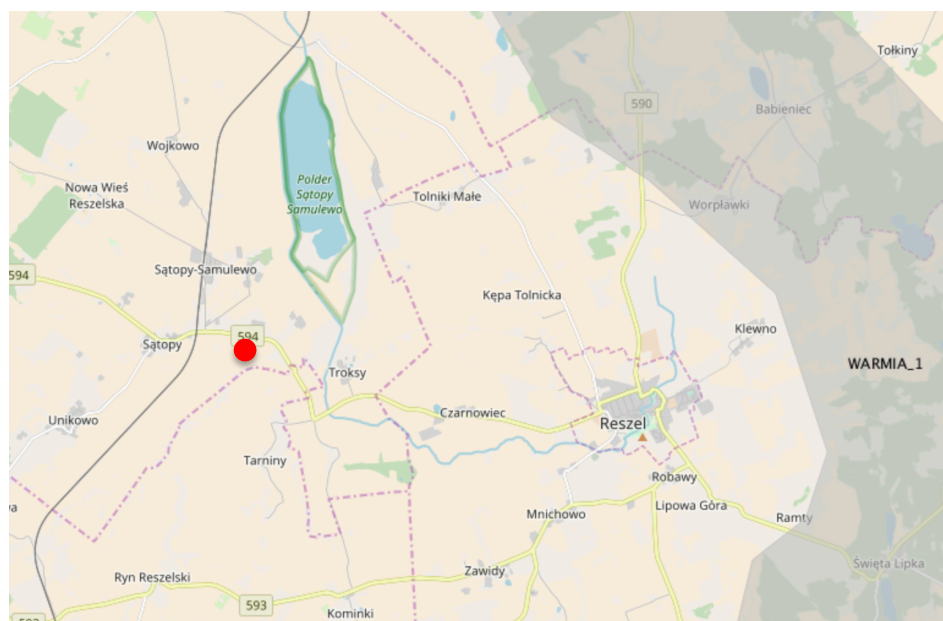 Tołkiny
590
Babieniec
Wojkowo
Polder
Sątopy
Samulewo
Nowa Wieś
Reszelska
Tolniki Małe
Worpławki
Sątopy-Samulewo
594
Kępa Tolnicka
594
Klewno
Sątopy
WARMIA_1
Troksy
Unikowo
Czarnowiec
Reszel
Tarniny
Robawy
Lipowa Góra
wa
Mnichowo
Ramty
Święta Lipka
Zawidy
Ryn Reszelski
593
Kominki
593